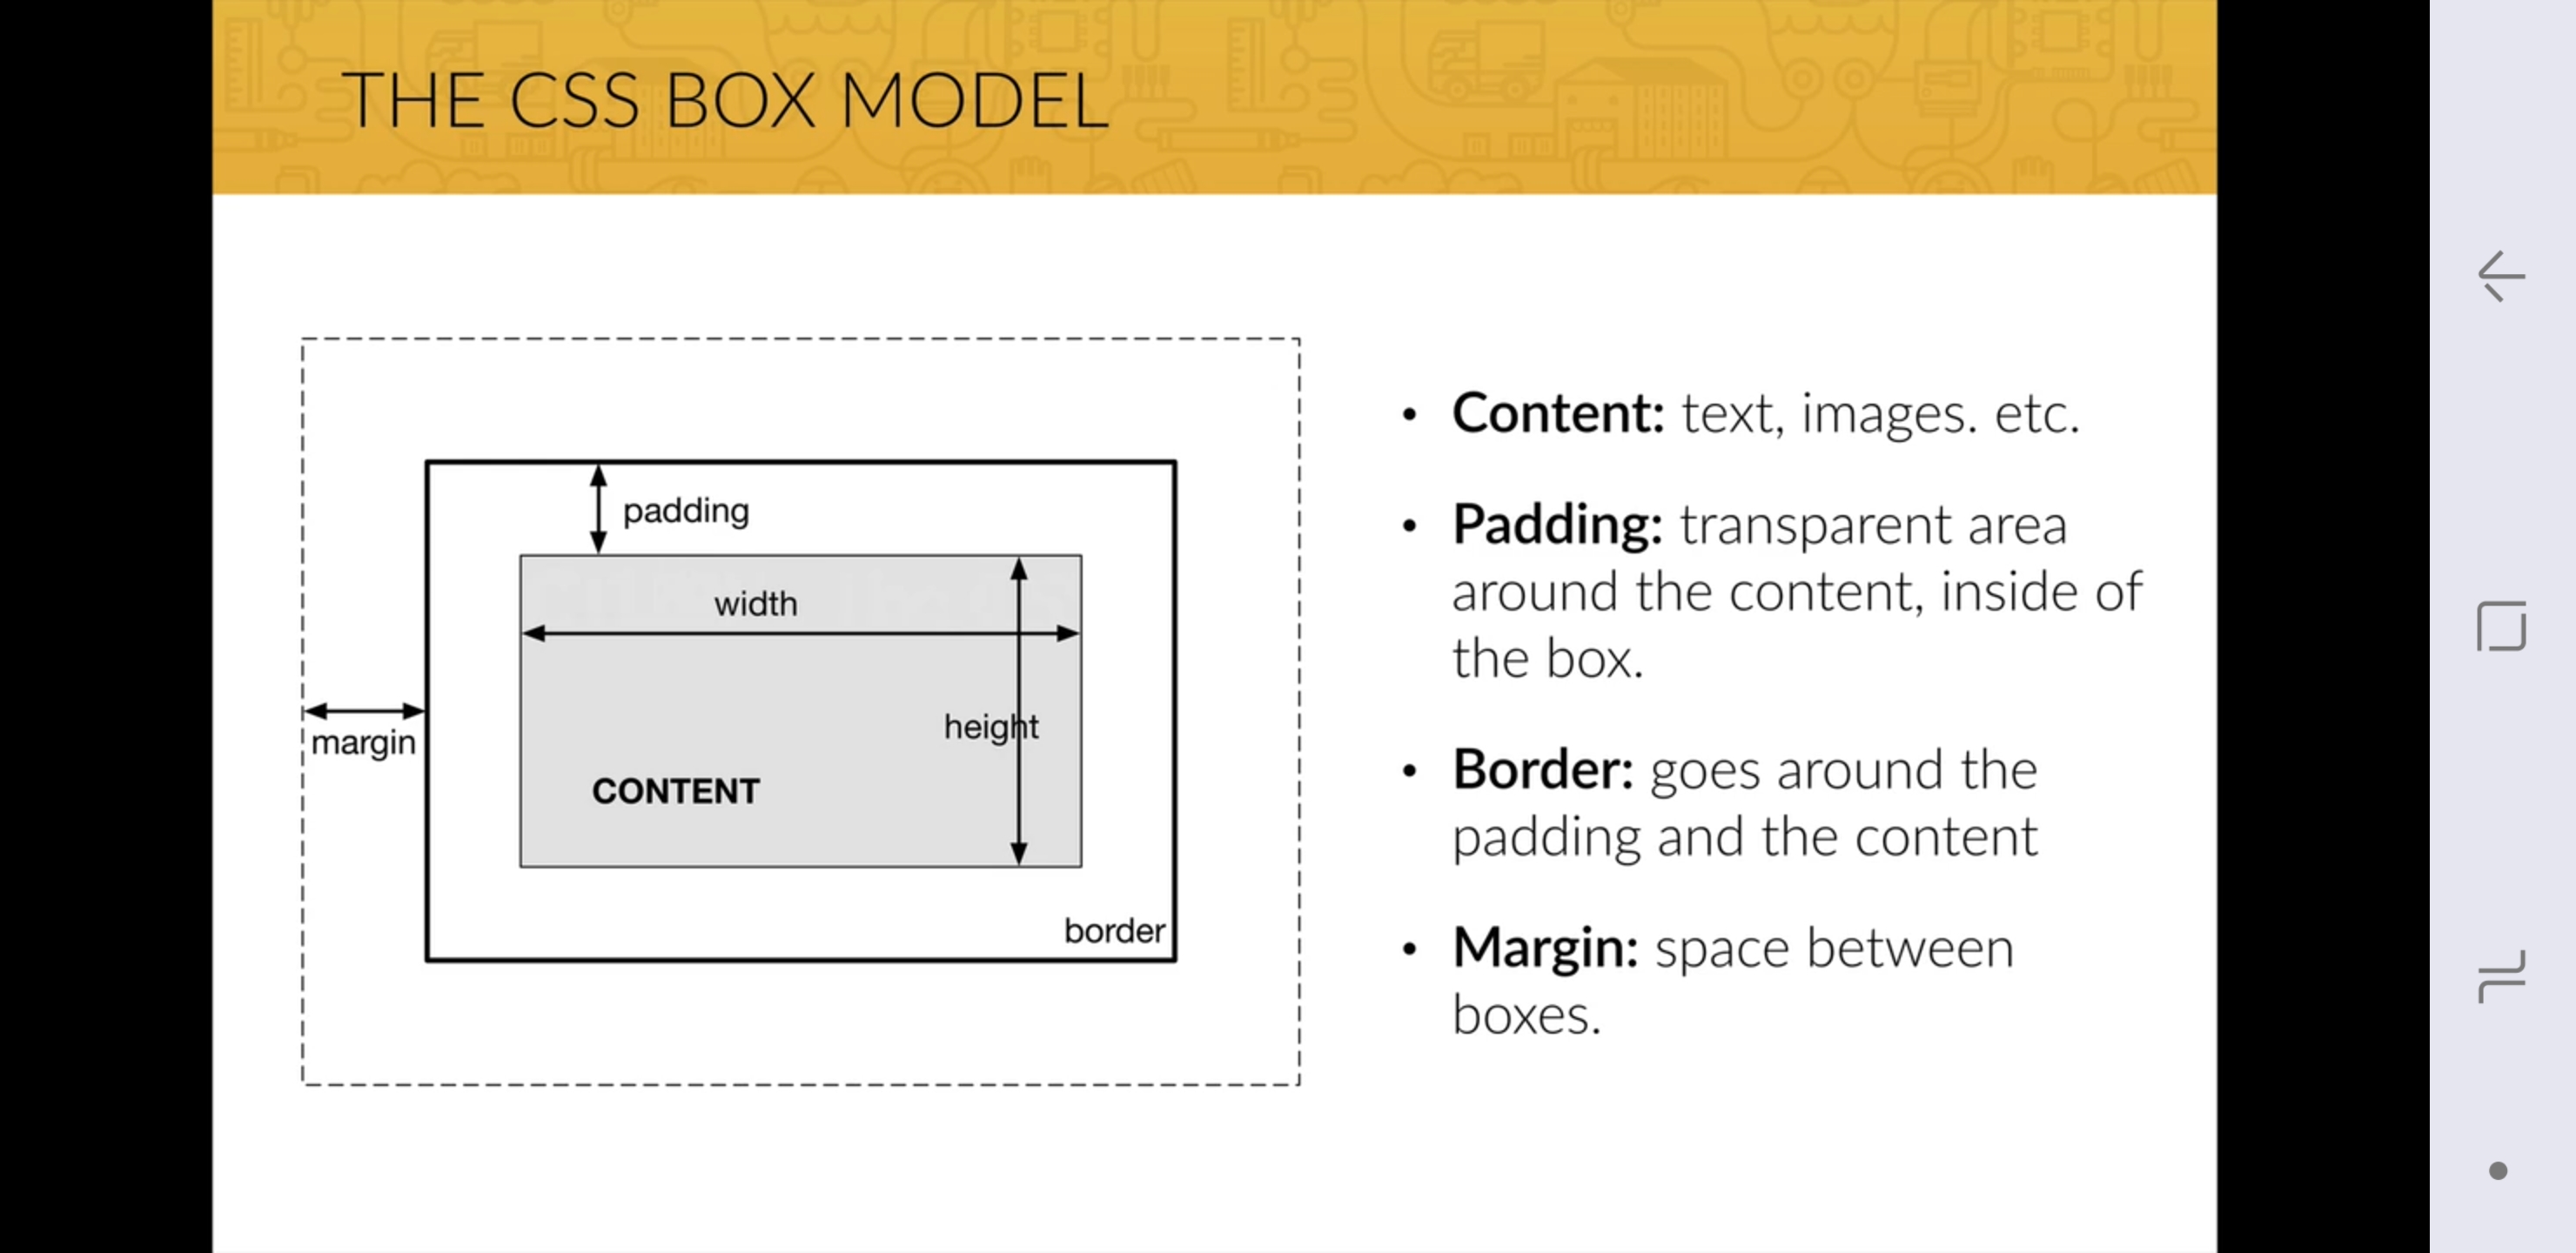 THE CSS BOX MODEL
padding
width
height
margin
CONTENT
border
• Content: text, images. etc.
• Padding: transparent area
around the content, inside of
the box.
• Border: goes around the
padding and the content
• Margin: space between
boxes.